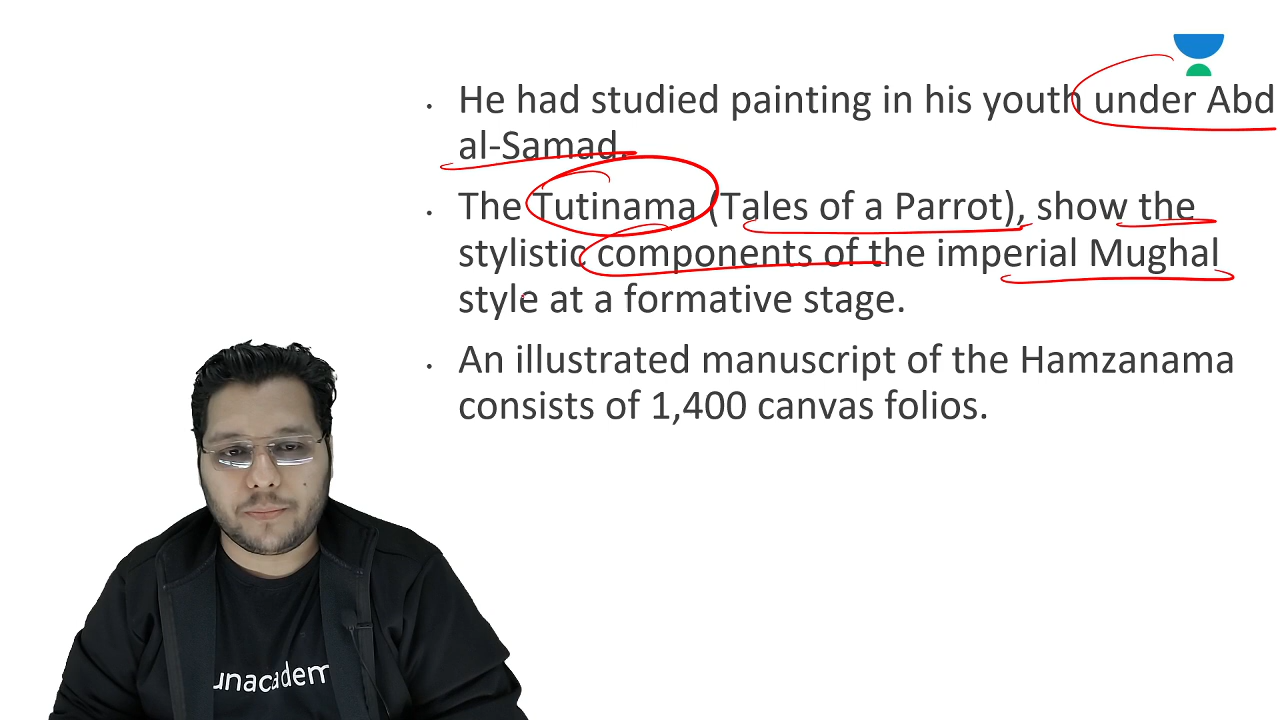 He had studied painting in his youth under Abd
al-Samad.
The Tutinama (Tales of a Parrot), show the
stylistic components of the imperial Mughal
style at a formative stage.
An illustrated manuscript of the Hamzanama
consists of 1,400 canvas folios.
unacadem